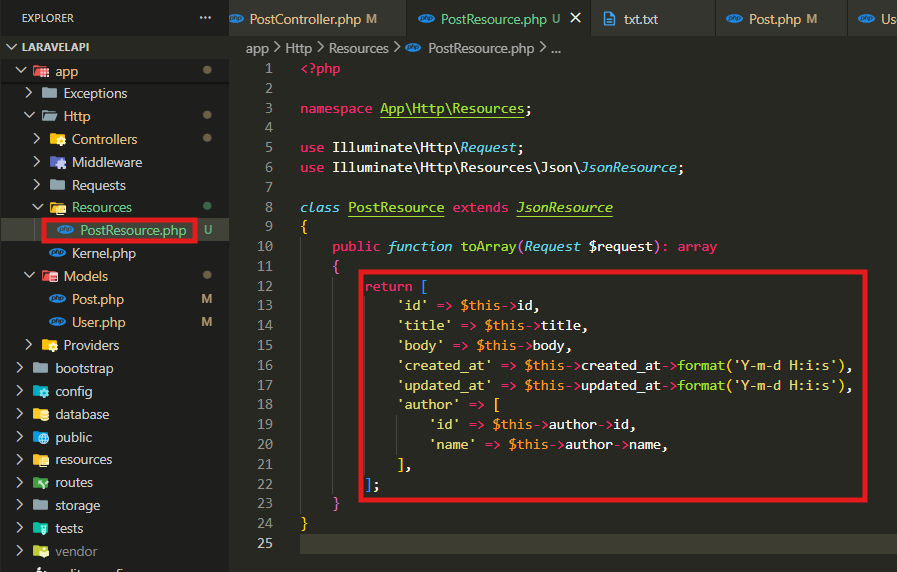 EXPLORER
···
LARAVELAPI
app
Exceptions
Http
Controllers
Middleware
Requests
Resources
PostResource.php U
Kernel.php
Models
Post.php M
User.php M
Providers
bootstrap
config
database
public
resources
routes
storage
tests
vendor
php PostController.php M
php PostResource.php U
txt.txt
php Post.php M
php Us
app > Http > Resources > php PostResource.php > ...
1 <?php
2
3 namespace App\Http\Resources;
4
5 use Illuminate\Http\Request;
6 use Illuminate\Http\Resources\Json\JsonResource;
7
8 class PostResource extends JsonResource
9 {
10 public function toArray(Request $request): array
11 {
12 return [
13 'id' => $this->id,
14 'title' => $this->title,
15 'body' => $this->body,
16 'created_at' => $this->created_at->format('Y-m-d H:i:s'),
17 'updated_at' => $this->updated_at->format('Y-m-d H:i:s'),
18 'author' => [
19 'id' => $this->author->id,
20 'name' => $this->author->name,
21 ],
22 ];
23 }
24 }
25